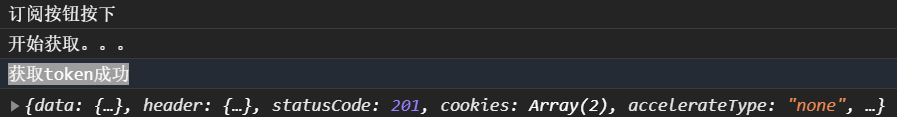 订阅按钮按下
开始获取。。。
获取token成功
{data: {…}, header: {…}, statusCode: 201, cookies: Array(2), accelerateType: "none", …}